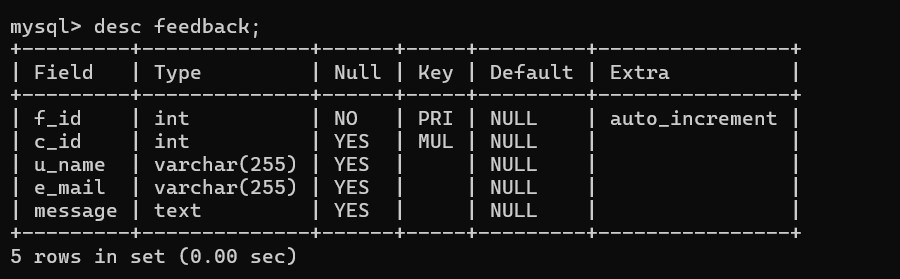 mysql> desc feedback;
+---------+--------------+------+-----+---------+----------------+
| Field   | Type         | Null | Key | Default | Extra          |
+---------+--------------+------+-----+---------+----------------+
| f_id    | int          | NO   | PRI | NULL    | auto_increment |
| c_id    | int          | YES  | MUL | NULL    |                |
| u_name  | varchar(255) | YES  |     | NULL    |                |
| e_mail  | varchar(255) | YES  |     | NULL    |                |
| message | text         | YES  |     | NULL    |                |
+---------+--------------+------+-----+---------+----------------+
5 rows in set (0.00 sec)